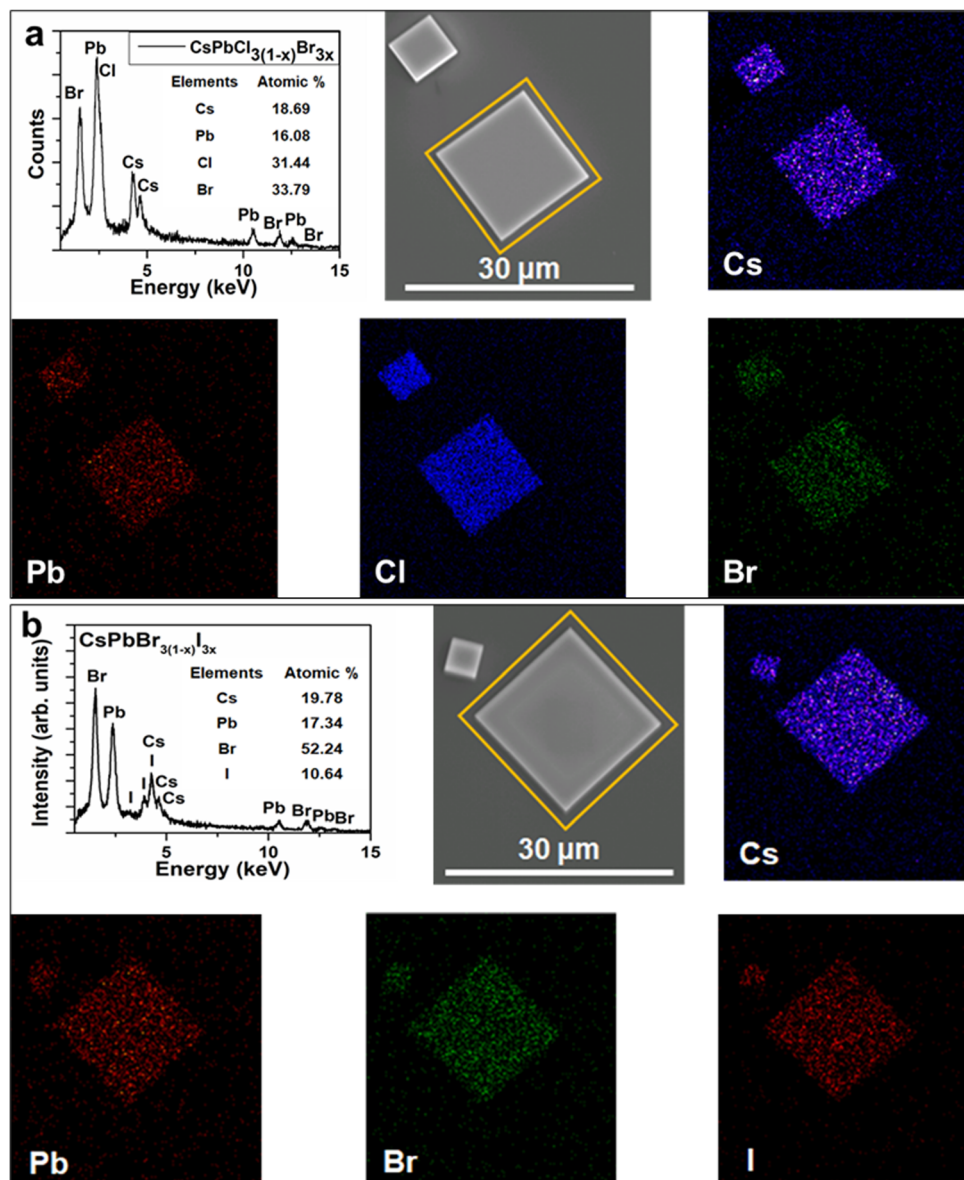 a
CsPbCl3(1-x)Br3x
Pb
Cl
Br
Elements Atomic %
Cs 18.69
Pb 16.08
Cl 31.44
Br 33.79
Cs
Cs
Pb
Br
Pb
Br
Counts
5 10 15
Energy (keV)
30 µm
Cs
Pb
Cl
Br
b
CsPbBr3(1-x)I3x
Br
Pb
Elements Atomic %
Cs 19.78
Pb 17.34
Br 52.24
I 10.64
Cs
I
I
I
Cs
Cs
Pb
Br
Pb
Br
Intensity (arb. units)
5 10 15
Energy (keV)
30 µm
Cs
Pb
Br
I